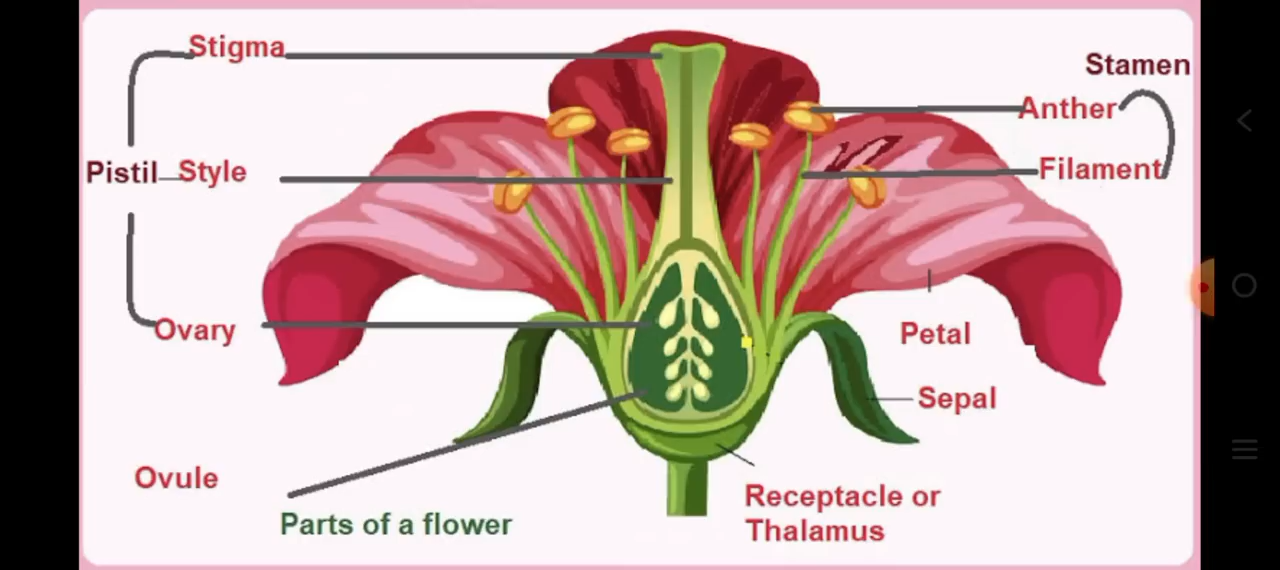 Stigma
Stamen
Anther
Pistil Style
Filament
Ovary
Petal
Sepal
Ovule
Receptacle or
Thalamus
Parts of a flower